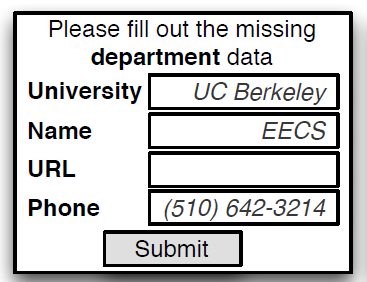 Please fill out the missing
department data
University UC Berkeley
Name EECS
URL
Phone (510) 642-3214
Submit